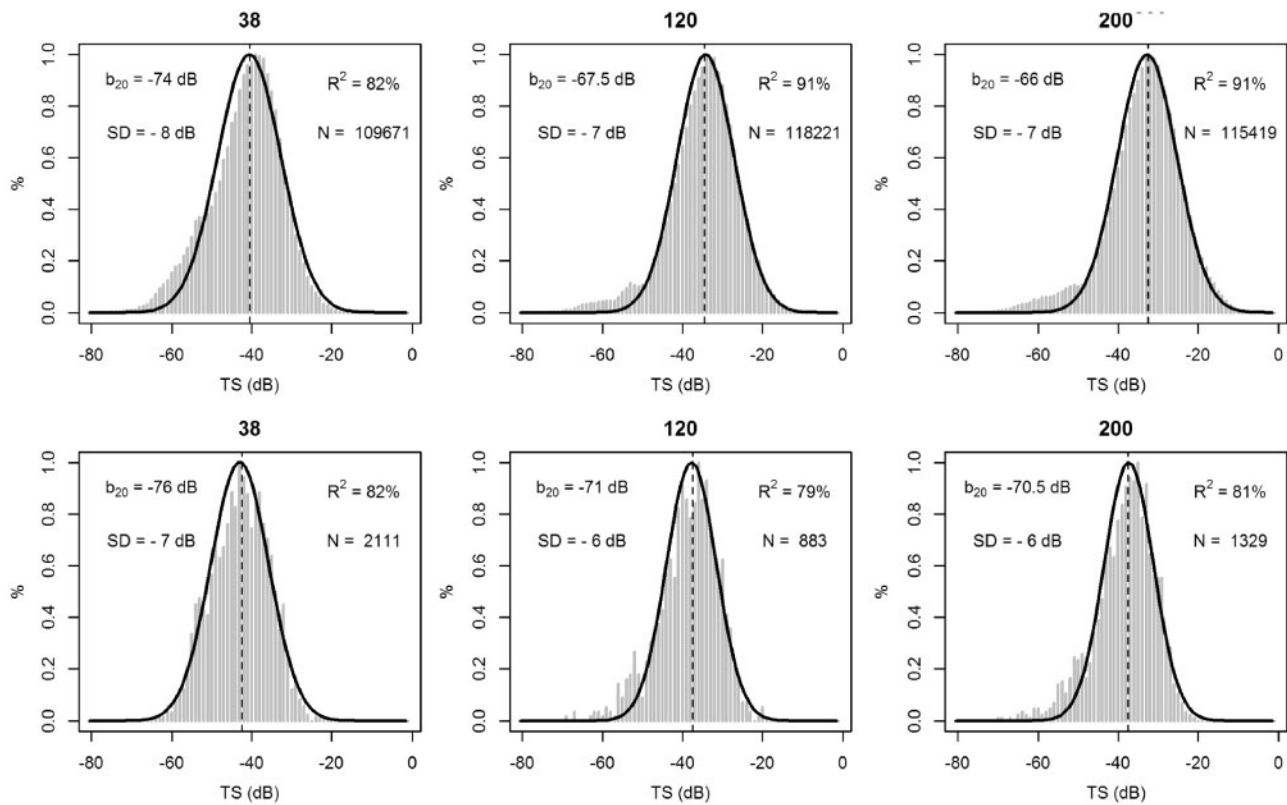 38
120
200
b20 = -74 dB
R2 = 82%
SD = - 8 dB
N = 109671
b20 = -67.5 dB
R2 = 91%
SD = - 7 dB
N = 118221
b20 = -66 dB
R2 = 91%
SD = - 7 dB
N = 115419
%
0.0 0.2 0.4 0.6 0.8 1.0
-80 -60 -40 -20 0
TS (dB)
%
0.0 0.2 0.4 0.6 0.8 1.0
-80 -60 -40 -20 0
TS (dB)
%
0.0 0.2 0.4 0.6 0.8 1.0
-80 -60 -40 -20 0
TS (dB)
38
120
200
b20 = -76 dB
R2 = 82%
SD = - 7 dB
N = 2111
b20 = -71 dB
R2 = 79%
SD = - 6 dB
N = 883
b20 = -70.5 dB
R2 = 81%
SD = - 6 dB
N = 1329
%
0.0 0.2 0.4 0.6 0.8 1.0
-80 -60 -40 -20 0
TS (dB)
%
0.0 0.2 0.4 0.6 0.8 1.0
-80 -60 -40 -20 0
TS (dB)
%
0.0 0.2 0.4 0.6 0.8 1.0
-80 -60 -40 -20 0
TS (dB)